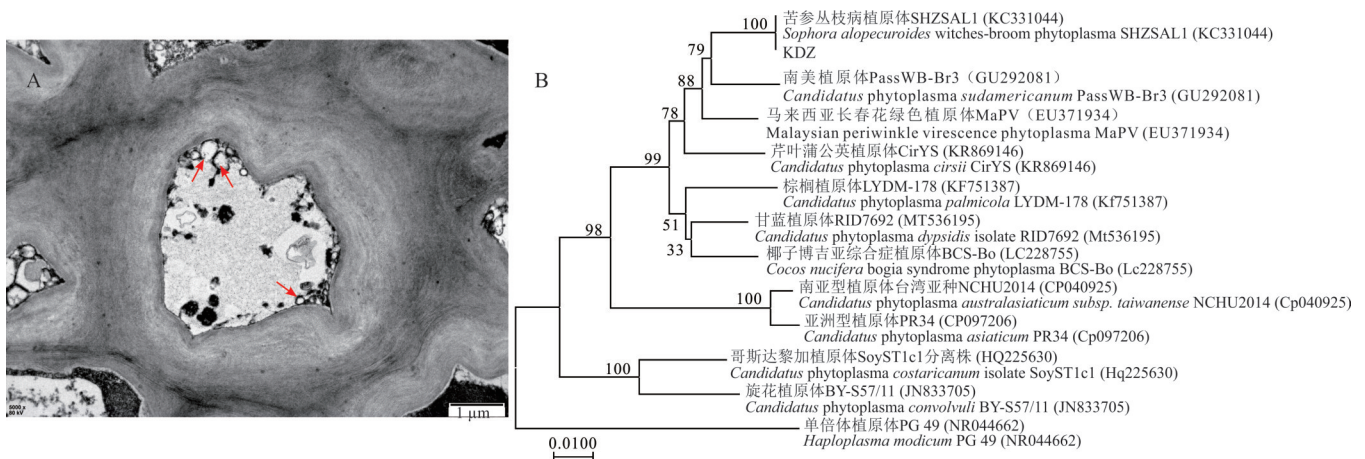 A
5000 x
80 kV
1 μm
B
100
79
88
78
99
51
33
98
100
100
苦参丛枝病植原体SHZSAL1 (KC331044)
Sophora alopecuroides witches-broom phytoplasma SHZSAL1 (KC331044)
KDZ
南美植原体PassWB-Br3（GU292081）
Candidatus phytoplasma sudamericanum PassWB-Br3 (GU292081)
马来西亚长春花绿色植原体MaPV（EU371934）
Malaysian periwinkle virescence phytoplasma MaPV (EU371934)
芹叶蒲公英植原体CirYS (KR869146)
Candidatus phytoplasma cirsii CirYS (KR869146)
棕榈植原体LYDM-178 (KF751387)
Candidatus phytoplasma palmicola LYDM-178 (Kf751387)
甘蓝植原体RID7692 (MT536195)
Candidatus phytoplasma dypsidis isolate RID7692 (Mt536195)
椰子博吉亚综合症植原体BCS-Bo (LC228755)
Cocos nucifera bogia syndrome phytoplasma BCS-Bo (Lc228755)
南亚型植原体台湾亚种NCHU2014 (CP040925)
Candidatus phytoplasma australasiaticum subsp. taiwanense NCHU2014 (Cp040925)
亚洲型植原体PR34 (CP097206)
Candidatus phytoplasma asiaticum PR34 (Cp097206)
哥斯达黎加植原体SoyST1c1分离株 (HQ225630)
Candidatus phytoplasma costaricanum isolate SoyST1c1 (Hq225630)
旋花植原体BY-S57/11 (JN833705)
Candidatus phytoplasma convolvuli BY-S57/11 (JN833705)
单倍体植原体PG 49 (NR044662)
Haploplasma modicum PG 49 (NR044662)
0.0100